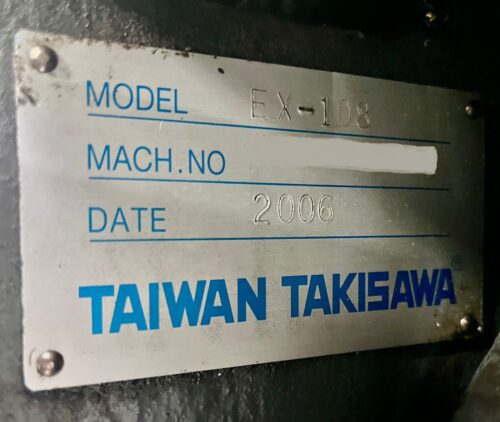 MODEL EX-108
MACH.NO
DATE 2006
TAIWAN TAKISAWA®